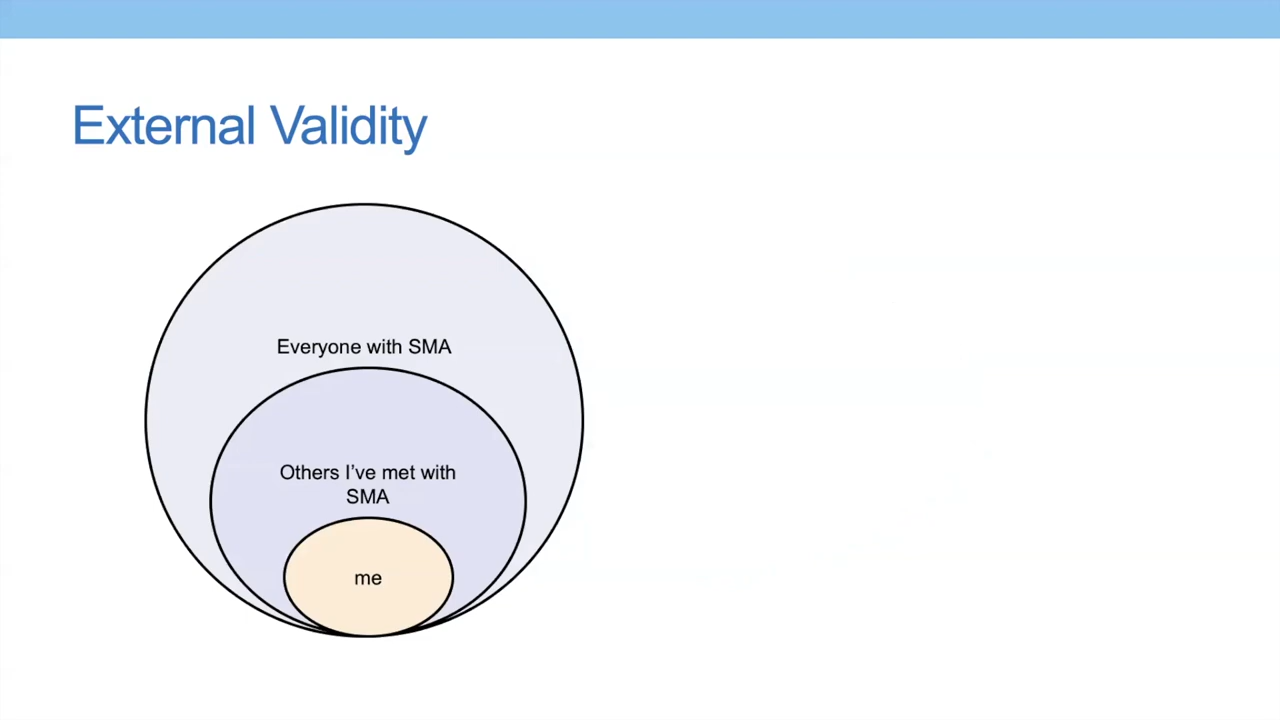 External Validity
Everyone with SMA
Others I’ve met with
SMA
me